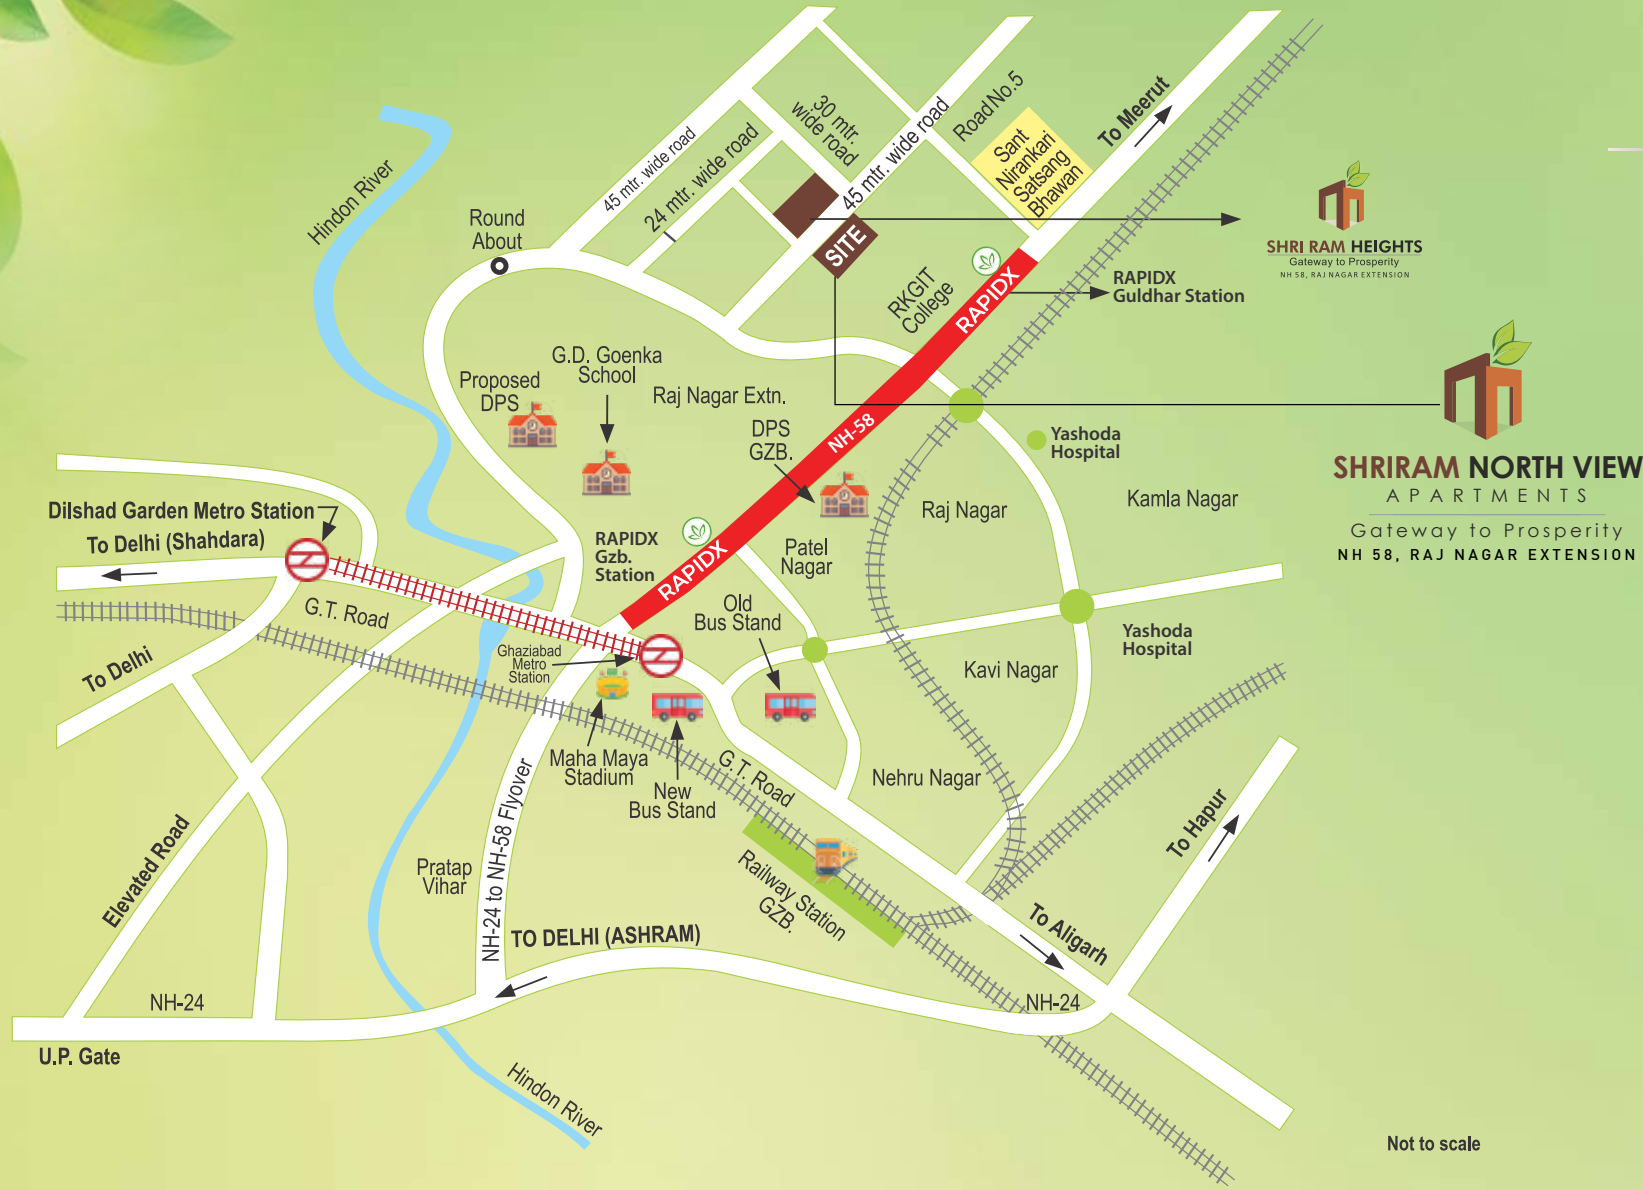 Hindon River
Round
About
45 mtr. wide road
24 mtr. wide road
30 mtr.
wide road
45 mtr. wide road
Road No.5
Sant
Nirankari
Satsang
Bhawan
To Meerut
SITE
SHRI RAM HEIGHTS
Gateway to Prosperity
NH 58, RAJ NAGAR EXTENSION
RKGIT
College
RAPIDX
RAPIDX
Guldhar Station
G.D. Goenka
School
Proposed
DPS
Raj Nagar Extn.
DPS
GZB.
NH-58
Yashoda
Hospital
SHRIRAM NORTH VIEW
APARTMENTS
Gateway to Prosperity
NH 58, RAJ NAGAR EXTENSION
Kamla Nagar
Raj Nagar
Dilshad Garden Metro Station
To Delhi (Shahdara)
RAPIDX
Gzb.
Station
RAPIDX
Patel
Nagar
G.T. Road
Old
Bus Stand
Yashoda
Hospital
To Delhi
Ghaziabad
Metro
Station
Kavi Nagar
Maha Maya
Stadium
New
Bus Stand
G.T. Road
Nehru Nagar
To Hapur
Elevated Road
Pratap
Vihar
NH-24 to NH-58 Flyover
Railway Station
GZB.
TO DELHI (ASHRAM)
To Aligarh
NH-24
NH-24
U.P. Gate
Hindon River
Not to scale